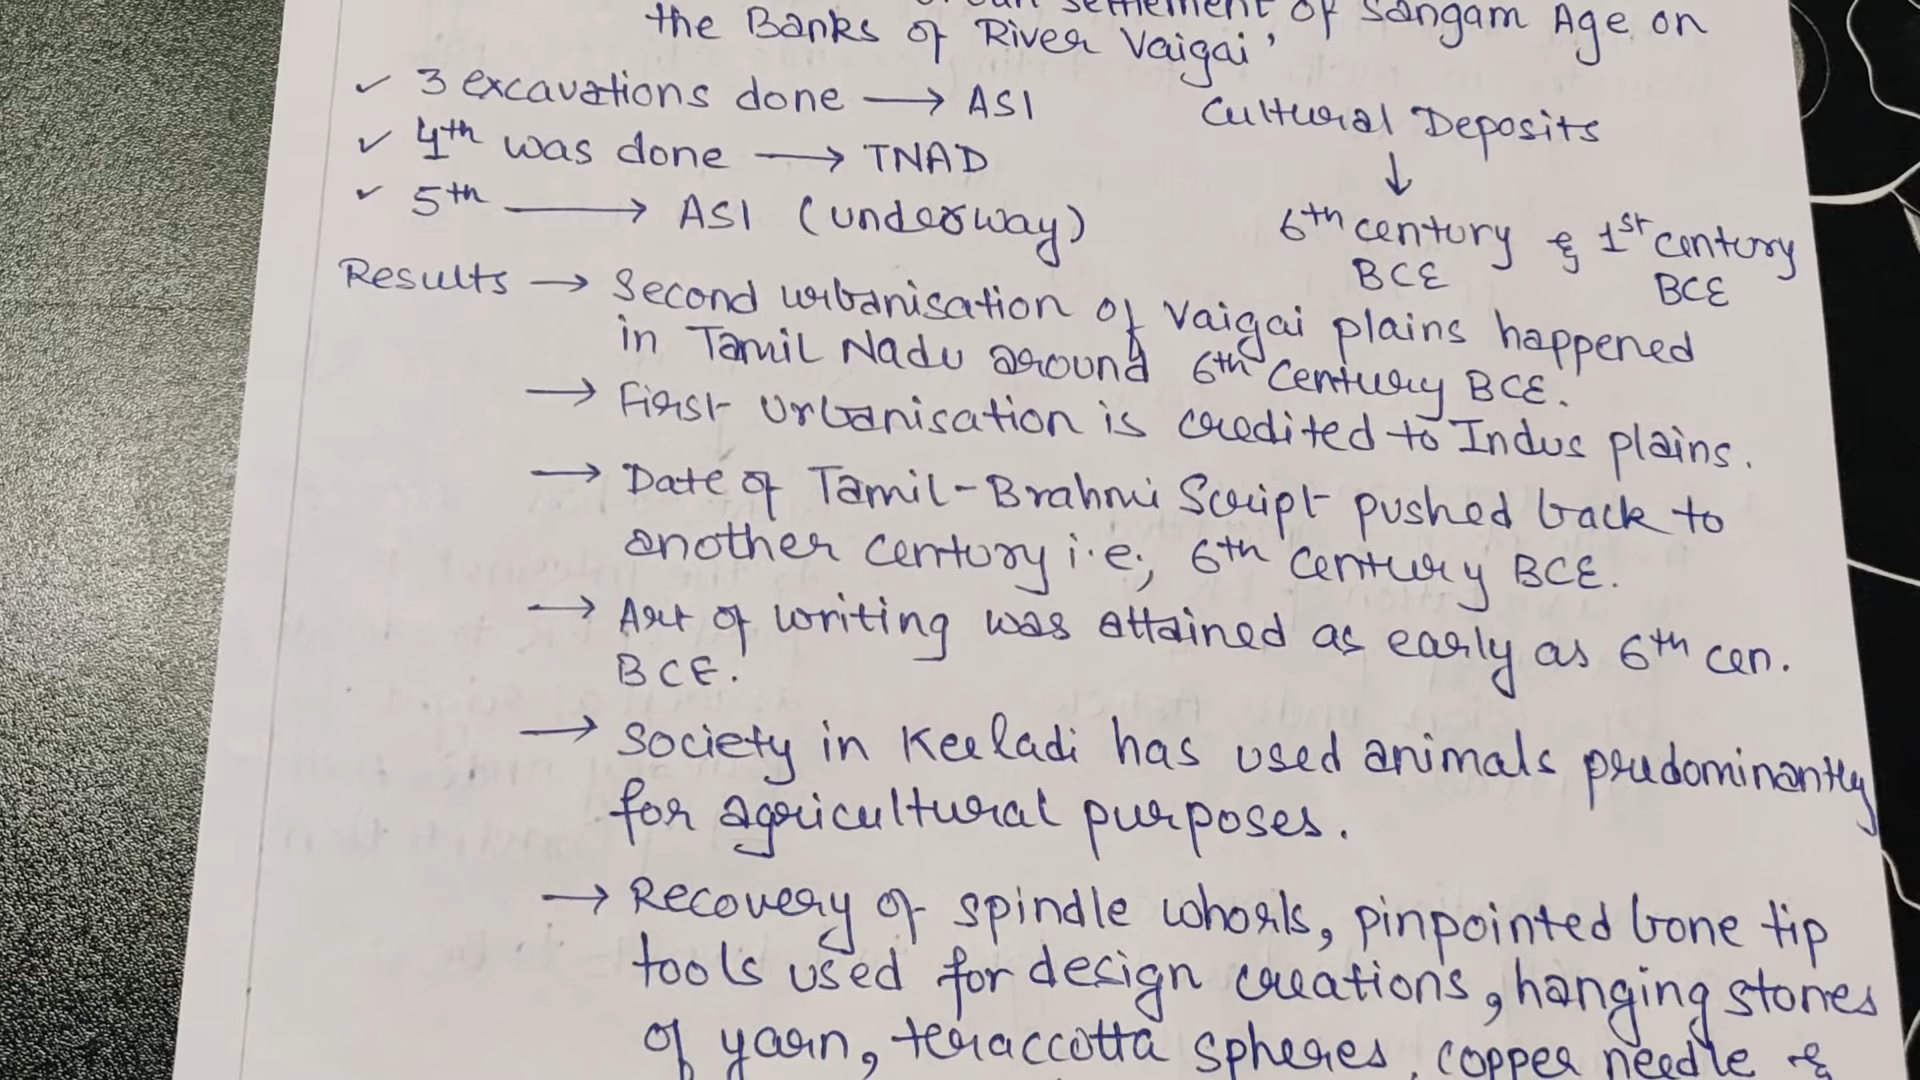 settlement of Sangam Age on
the Banks of River Vaigai'
✓ 3 excavations done → ASI
✓ 4th was done → TNAD
✓ 5th → ASI (underway)
Cultural Deposits
↓
6th century & 1st century
BCE BCE
Results → Second urbanisation of Vaigai plains happened
in Tamil Nadu around 6th Century BCE.
→ First Urbanisation is credited to Indus plains.
→ Date of Tamil-Brahmi Script pushed back to
another century i.e; 6th century BCE.
→ Art of writing was attained as early as 6th cen.
BCE.
→ Society in Keeladi has used animals predominantly
for agricultural purposes.
→ Recovery of spindle whorls, pinpointed bone tip
tools used for design creations, hanging stones
of yarn, teraccotta spheres, copper needle &